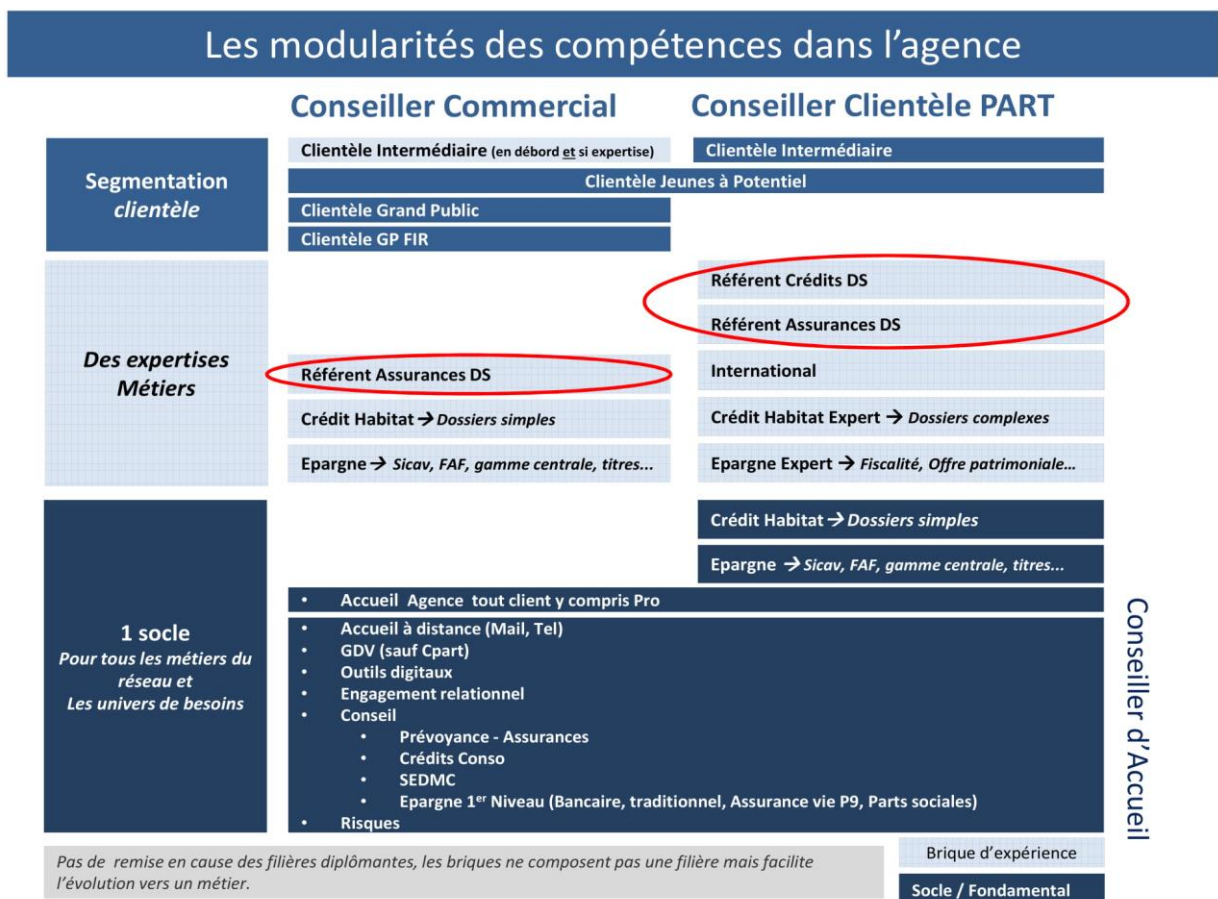 Les modularités des compétences dans l'agence
Conseiller Commercial
Conseiller Clientèle PART
Segmentation
clientèle
Clientèle Intermédiaire (en débord et si expertise)
Clientèle Intermédiaire
Clientèle Jeunes à Potentiel
Clientèle Grand Public
Clientèle GP FIR
Des expertises
Métiers
Référent Crédits DS
Référent Assurances DS
Référent Assurances DS
International
Crédit Habitat → Dossiers simples
Crédit Habitat Expert → Dossiers complexes
Epargne → Sicav, FAF, gamme centrale, titres...
Epargne Expert → Fiscalité, Offre patrimoniale…
1 socle
Pour tous les métiers du
réseau et
Les univers de besoins
Crédit Habitat → Dossiers simples
Epargne → Sicav, FAF, gamme centrale, titres...
• Accueil Agence tout client y compris Pro
• Accueil à distance (Mail, Tel)
• GDV (sauf Cpart)
• Outils digitaux
• Engagement relationnel
• Conseil
• Prévoyance - Assurances
• Crédits Conso
• SEDMC
• Epargne 1er Niveau (Bancaire, traditionnel, Assurance vie P9, Parts sociales)
• Risques
Conseiller d'Accueil
Pas de remise en cause des filières diplômantes, les briques ne composent pas une filière mais facilite
l'évolution vers un métier.
Brique d'expérience
Socle / Fondamental